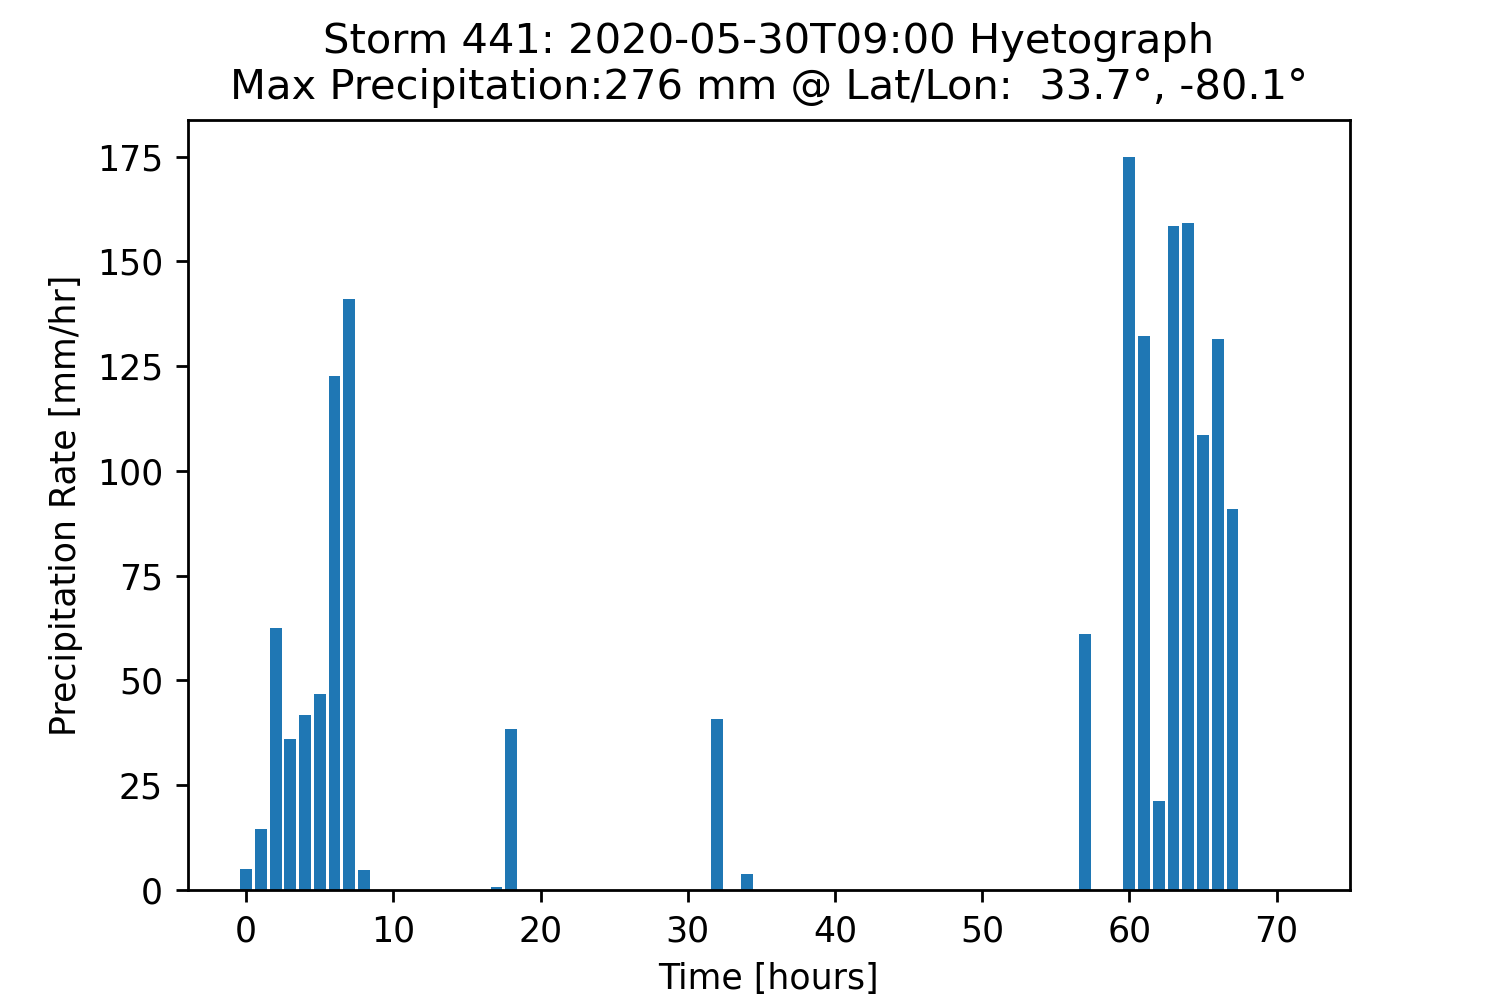 Storm 441: 2020-05-30T09:00 Hyetograph
Max Precipitation:276 mm @ Lat/Lon:  33.7°, -80.1°
Precipitation Rate [mm/hr]
175
150
125
100
75
50
25
0
0 10 20 30 40 50 60 70
Time [hours]